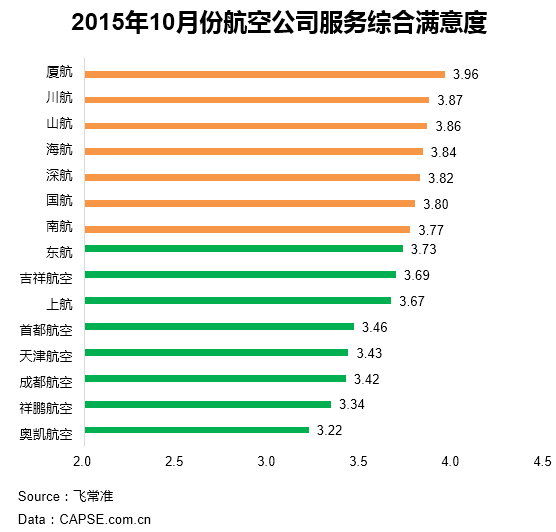 2015年10月份航空公司服务综合满意度
厦航 3.96
川航 3.87
山航 3.86
海航 3.84
深航 3.82
国航 3.80
南航 3.77
东航 3.73
吉祥航空 3.69
上航 3.67
首都航空 3.46
天津航空 3.43
成都航空 3.42
祥鹏航空 3.34
奥凯航空 3.22
2.0 2.5 3.0 3.5 4.0 4.5
Source：飞常准
Data：CAPSE.com.cn